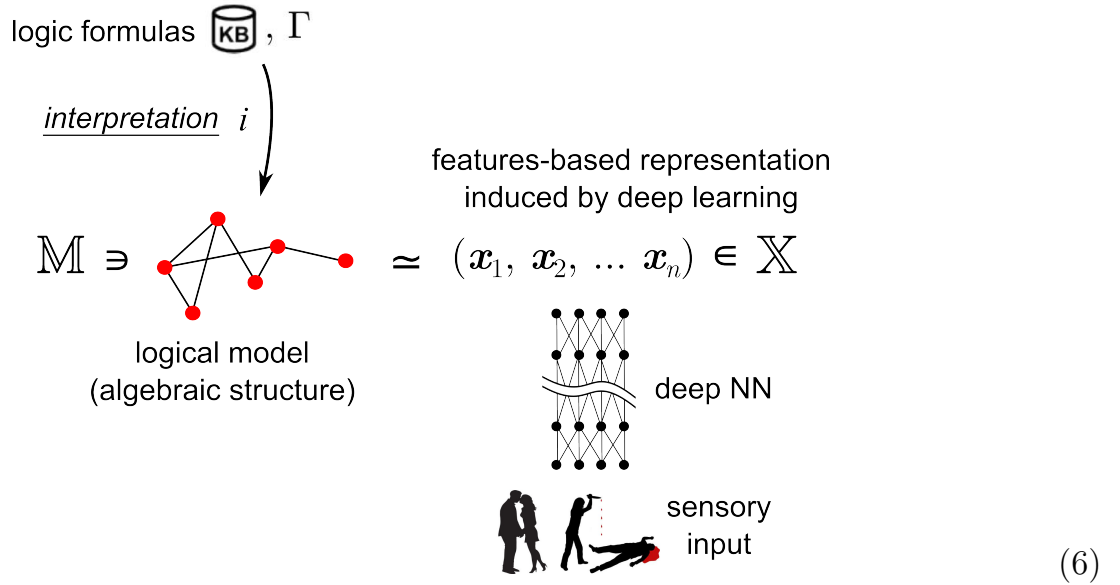 logic formulas KB , Γ
interpretation i
features-based representation
induced by deep learning
𝕄 ∋ ≃ (𝒙₁, 𝒙₂, ... 𝒙ₙ) ∈ 𝕏
logical model
(algebraic structure)
deep NN
sensory
input
(6)